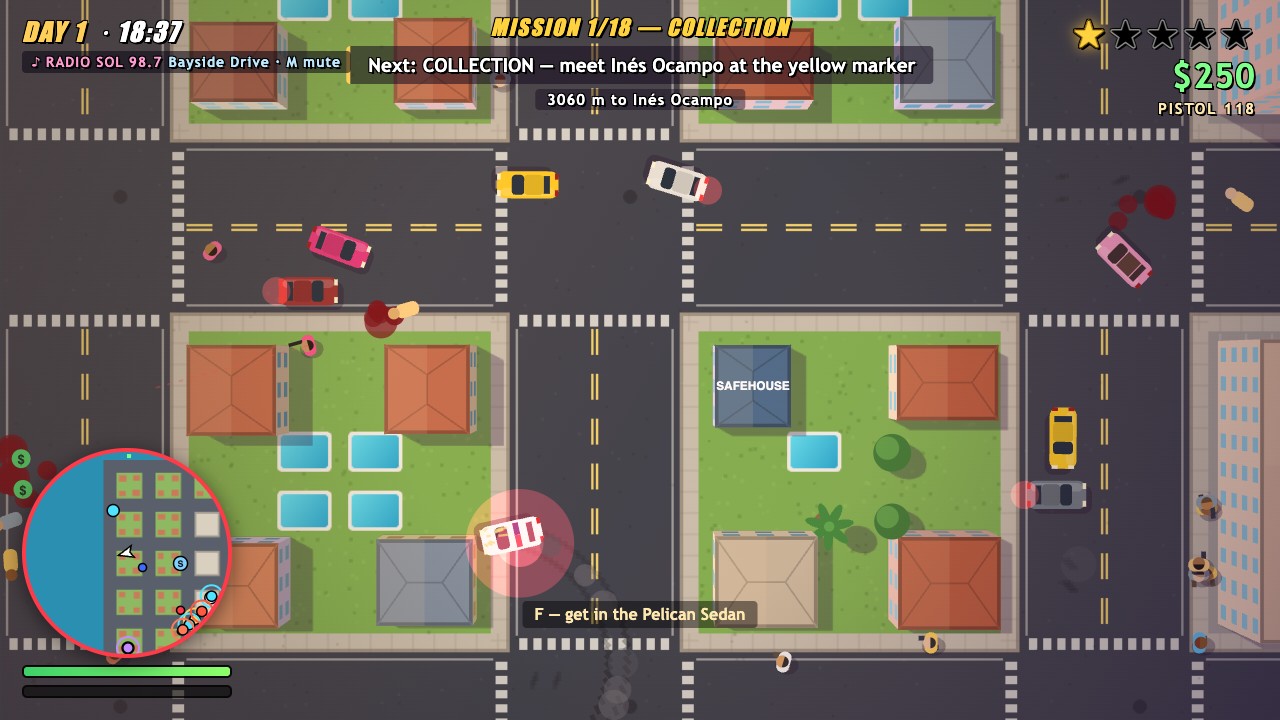 DAY 1 · 18:37
MISSION 1/18 — COLLECTION
♪ RADIO SOL 98.7 Bayside Drive · M mute
Next: COLLECTION — meet Inés Ocampo at the yellow marker
3060 m to Inés Ocampo
$250
PISTOL 118
SAFEHOUSE
$
$
S
F — get in the Pelican Sedan